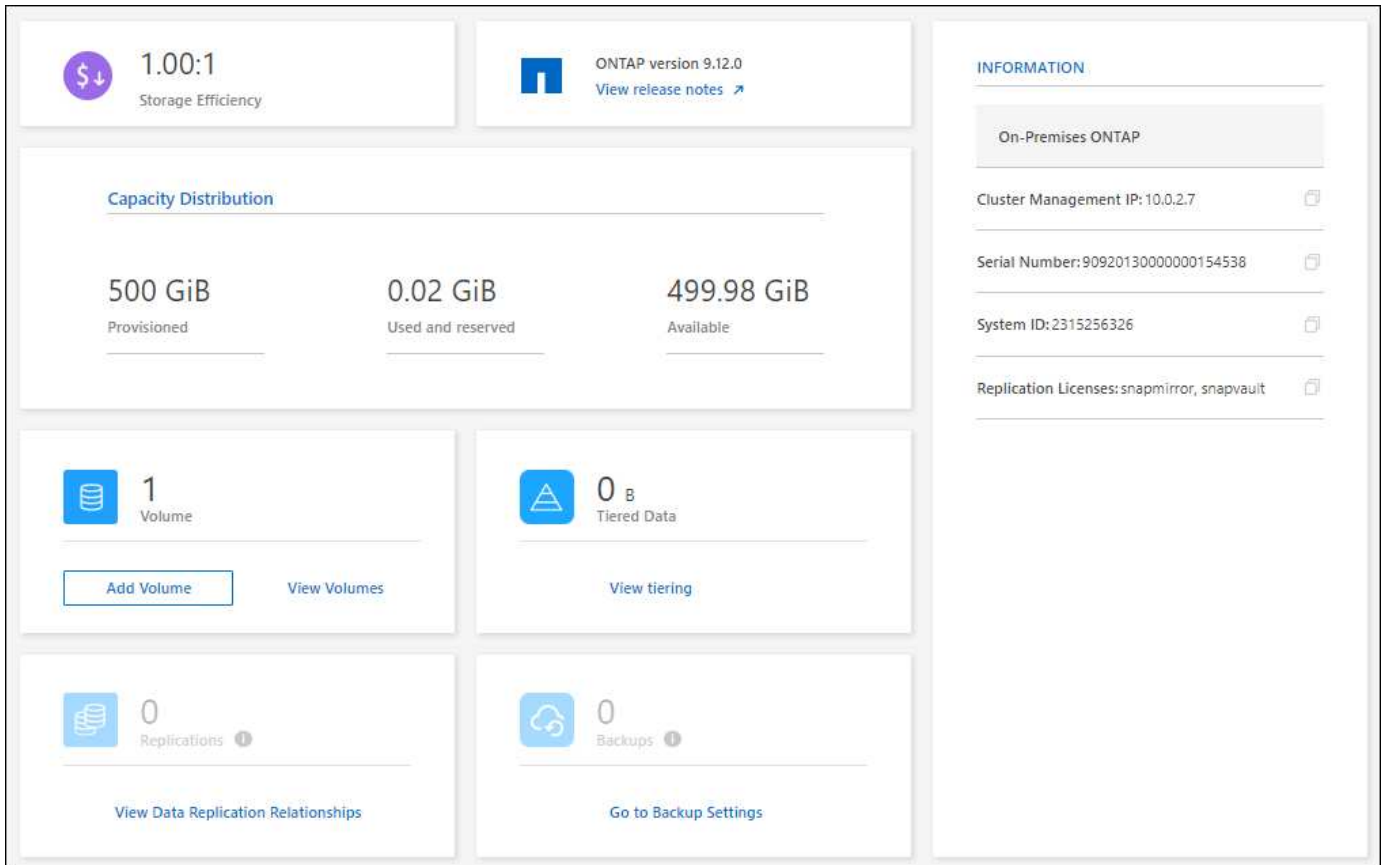 1.00:1
Storage Efficiency
ONTAP version 9.12.0
View release notes ↗
Capacity Distribution
500 GiB
Provisioned
0.02 GiB
Used and reserved
499.98 GiB
Available
1
Volume
Add Volume
View Volumes
0 B
Tiered Data
View tiering
0
Replications
View Data Replication Relationships
0
Backups
Go to Backup Settings
INFORMATION
On-Premises ONTAP
Cluster Management IP: 10.0.2.7
Serial Number: 90920130000000154538
System ID: 2315256326
Replication Licenses: snapmirror, snapvault